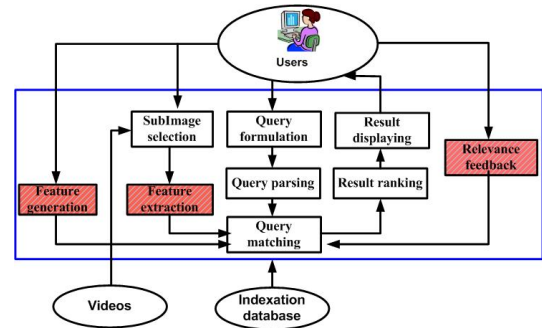 Users
SubImage
selection
Query
formulation
Result
displaying
Relevance
feedback
Feature
generation
Feature
extraction
Query parsing
Result ranking
Query
matching
Videos
Indexation
database